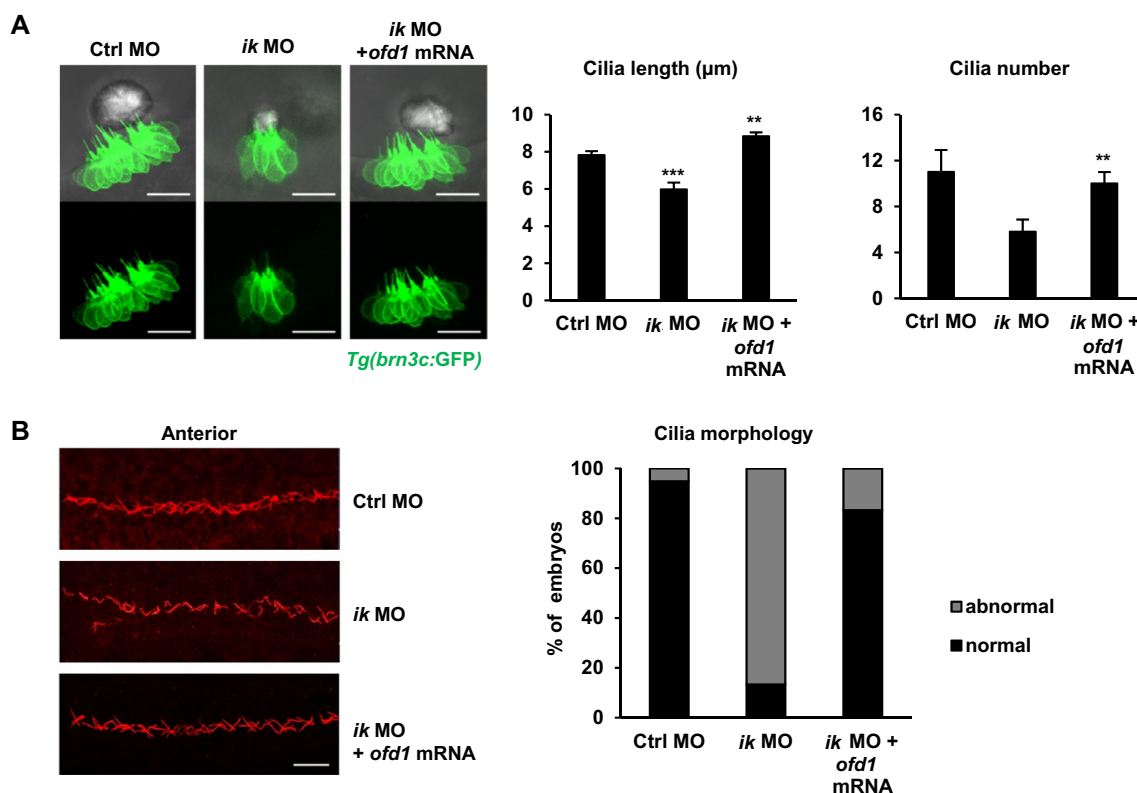 A
Ctrl MO
ik MO
ik MO
+ofd1 mRNA
Tg(brn3c:GFP)
Cilia length (µm)
10
8
6
4
2
0
***
**
Ctrl MO
ik MO
ik MO +
ofd1
mRNA
Cilia number
16
12
8
4
0
**
Ctrl MO
ik MO
ik MO +
ofd1
mRNA
B
Anterior
Ctrl MO
ik MO
ik MO
+ ofd1 mRNA
Cilia morphology
% of embryos
100
80
60
40
20
0
Ctrl MO
ik MO
ik MO +
ofd1
mRNA
abnormal
normal